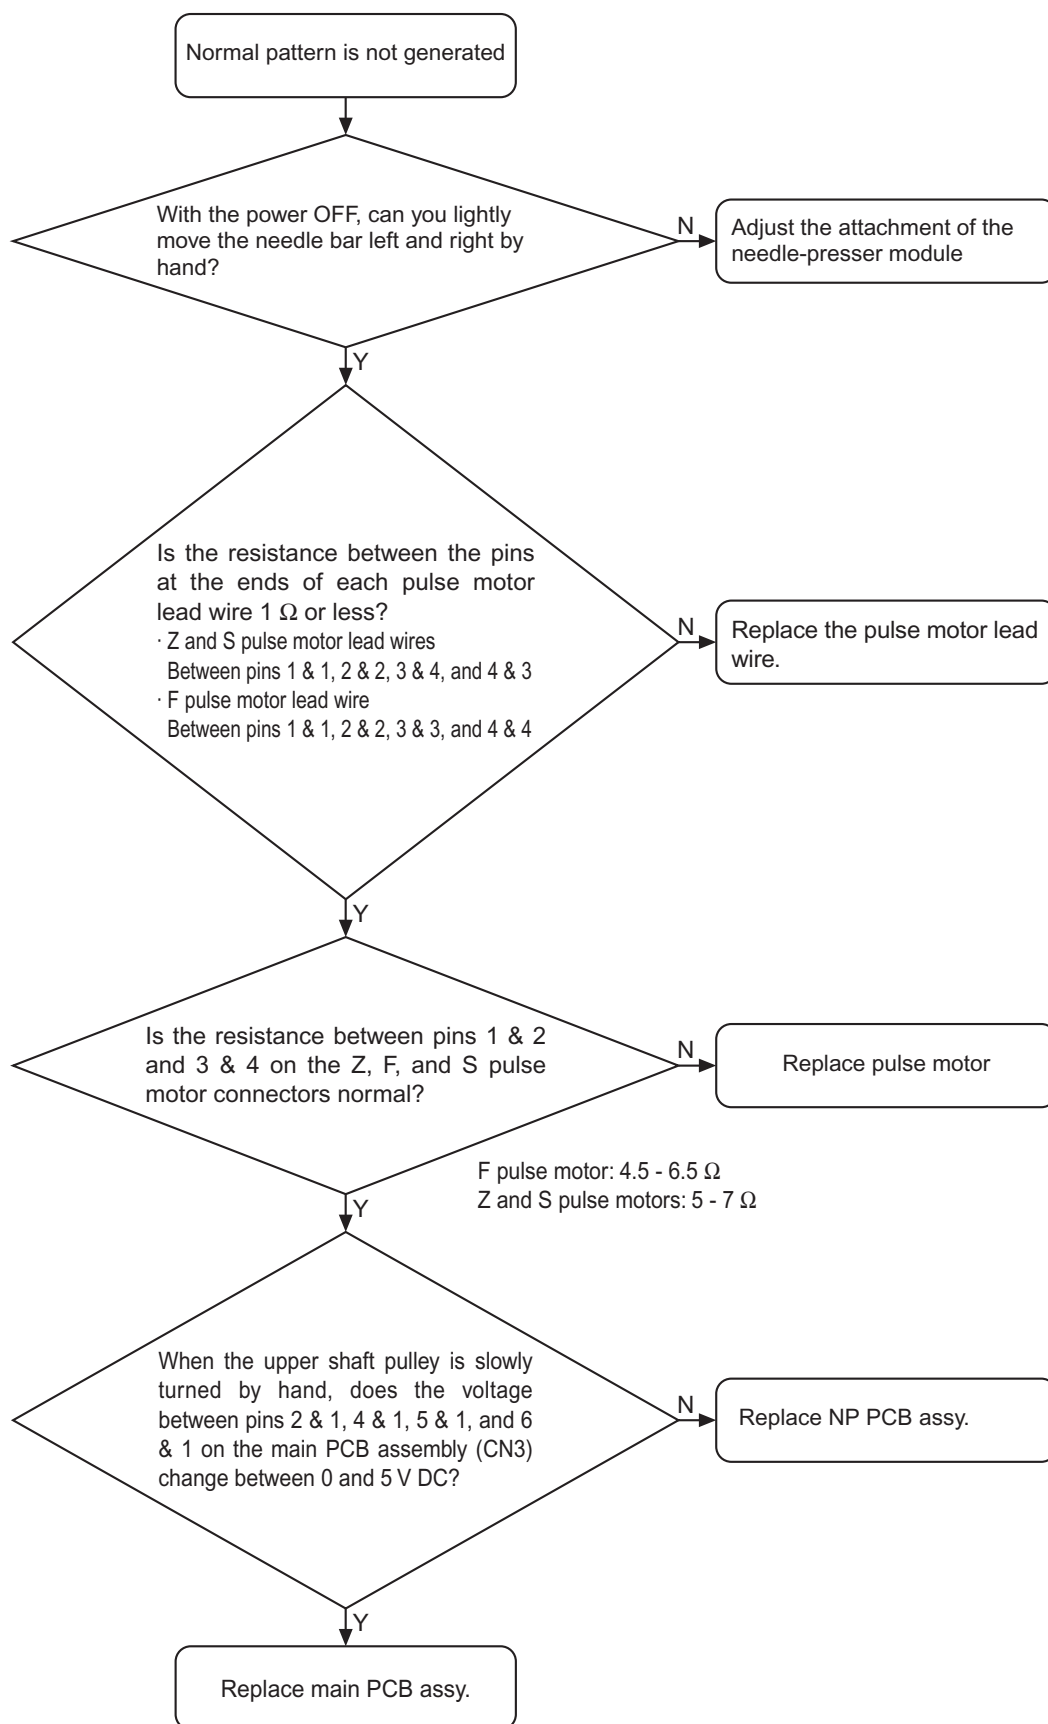 Normal pattern is not generated
With the power OFF, can you lightly
move the needle bar left and right by
hand?
N
Adjust the attachment of the
needle-presser module
Y
Is the resistance between the pins
at the ends of each pulse motor
lead wire 1 Ω or less?
· Z and S pulse motor lead wires
Between pins 1 & 1, 2 & 2, 3 & 4, and 4 & 3
· F pulse motor lead wire
Between pins 1 & 1, 2 & 2, 3 & 3, and 4 & 4
N
Replace the pulse motor lead
wire.
Y
Is the resistance between pins 1 & 2
and 3 & 4 on the Z, F, and S pulse
motor connectors normal?
N
Replace pulse motor
F pulse motor: 4.5 - 6.5 Ω
Z and S pulse motors: 5 - 7 Ω
Y
When the upper shaft pulley is slowly
turned by hand, does the voltage
between pins 2 & 1, 4 & 1, 5 & 1, and 6
& 1 on the main PCB assembly (CN3)
change between 0 and 5 V DC?
N
Replace NP PCB assy.
Y
Replace main PCB assy.